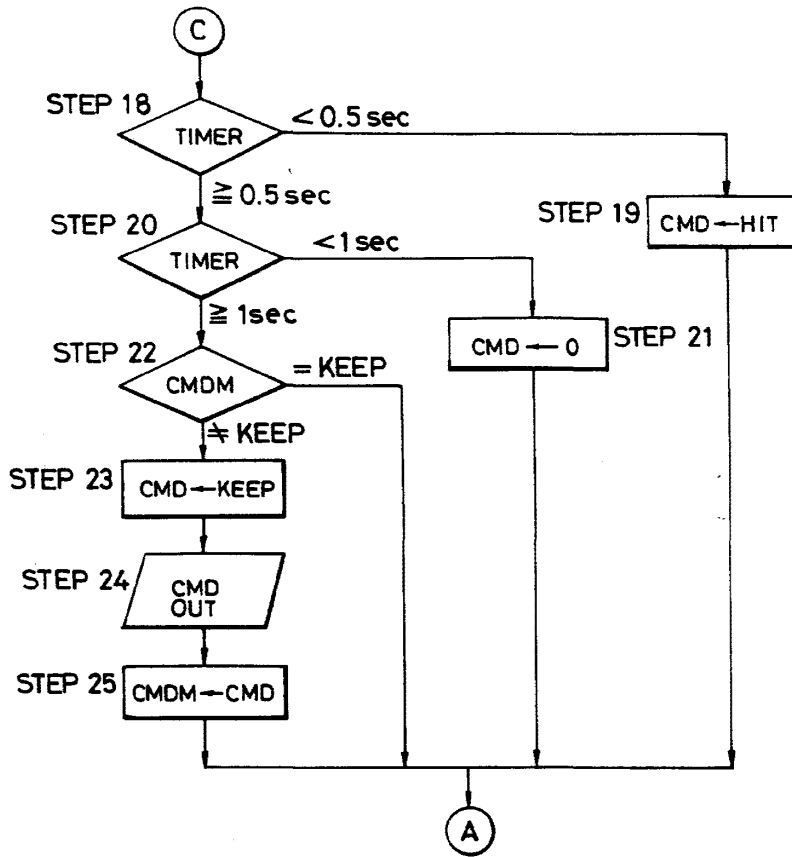 C
STEP 18
TIMER
< 0.5 sec
≧ 0.5 sec
STEP 19
CMD ← HIT
STEP 20
TIMER
< 1 sec
≧ 1 sec
STEP 21
CMD ← 0
STEP 22
CMDM
= KEEP
≠ KEEP
STEP 23
CMD ← KEEP
STEP 24
CMD
OUT
STEP 25
CMDM ← CMD
A